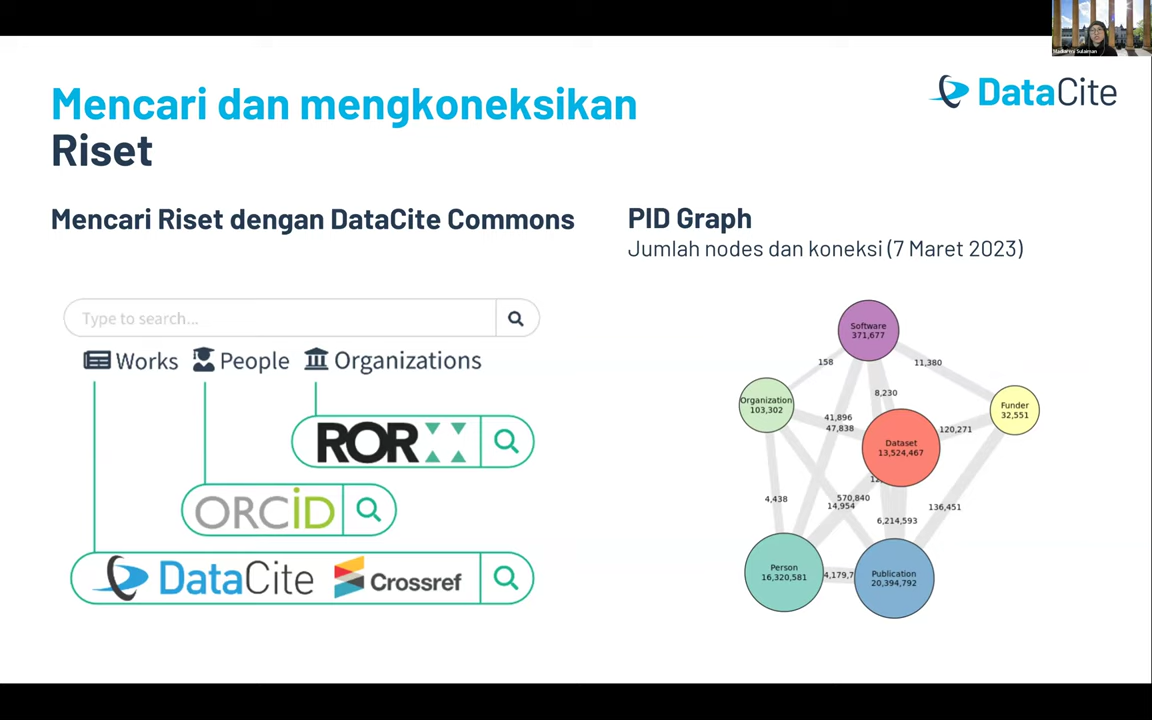 Mencari dan mengkoneksikan
Riset
DataCite
Mencari Riset dengan DataCite Commons
Type to search...
Works People Organizations
ROR
ORCID
DataCite Crossref
PID Graph
Jumlah nodes dan koneksi (7 Maret 2023)
Software
371,677
158
11,380
Organization
103,302
8,230
Funder
32,551
41,896
47,838
120,271
Dataset
13,524,467
4,438
570,840
14,954
136,451
6,214,593
Person
16,320,581
4,179,7
Publication
20,394,792